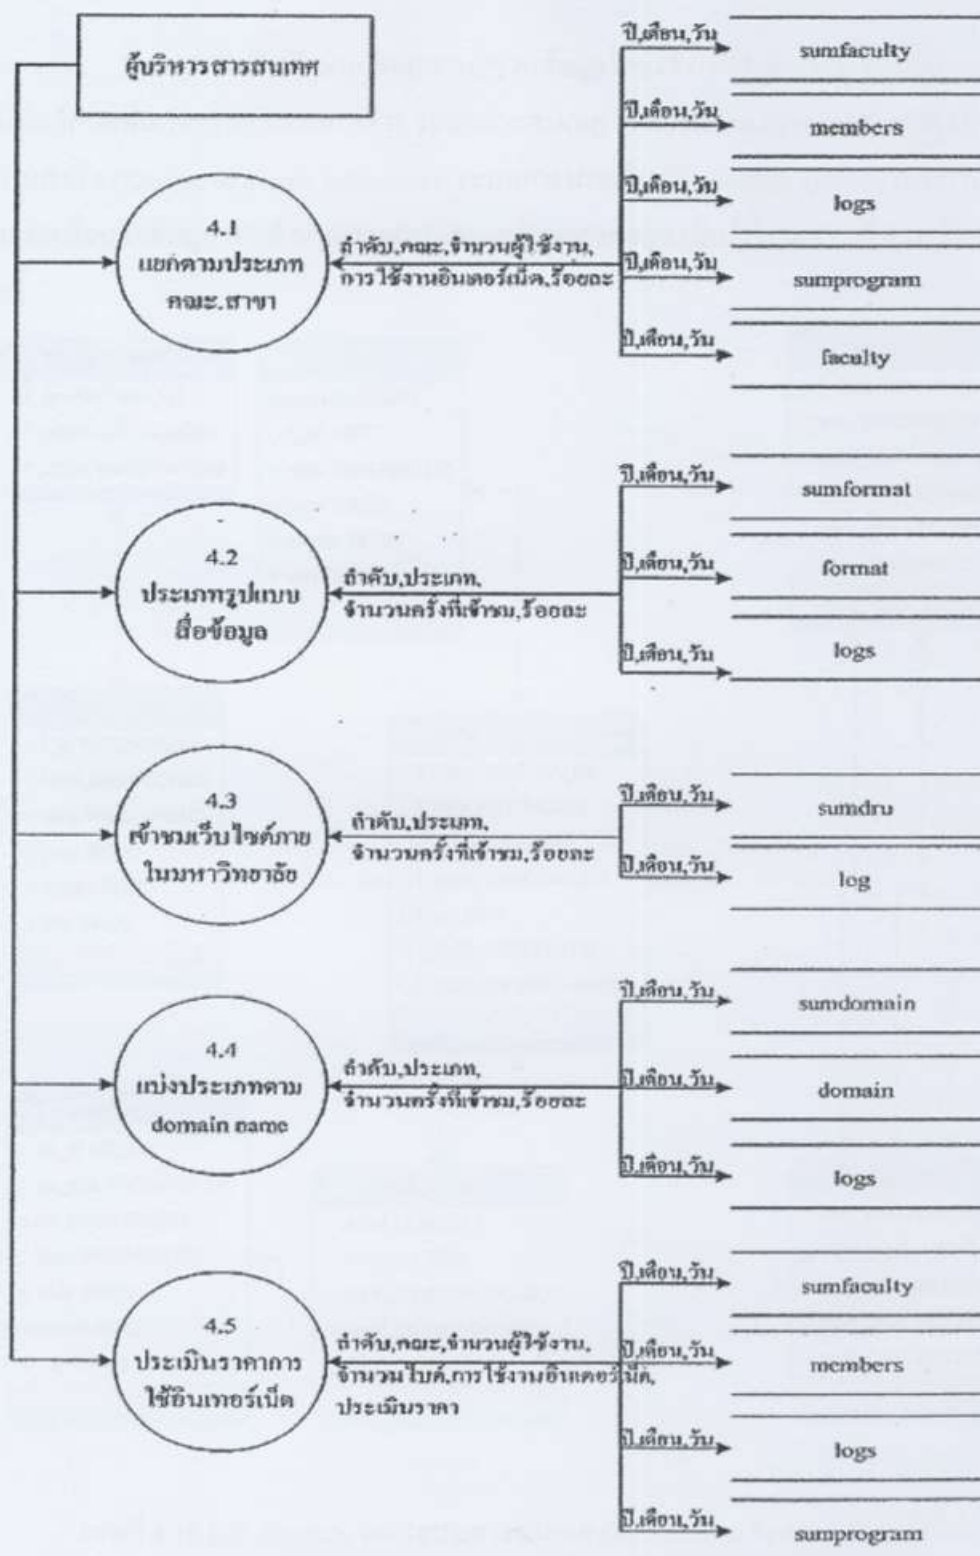 ผู้บริหารสารสนเทศ
4.1
แยกตามประเภท
คณะ.สาขา
ลำดับ,คณะ,จำนวนผู้ใช้งาน,
การใช้งานอินเตอร์เน็ต,ร้อยละ
ปี,เดือน,วัน
sumfaculty
ปี,เดือน,วัน
members
ปี,เดือน,วัน
logs
ปี,เดือน,วัน
sumprogram
ปี,เดือน,วัน
faculty
4.2
ประเภทรูปแบบ
สื่อข้อมูล
ลำดับ,ประเภท,
จำนวนครั้งที่เข้าชม,ร้อยละ
ปี,เดือน,วัน
sumformat
ปี,เดือน,วัน
format
ปี,เดือน,วัน
logs
4.3
เข้าชมเว็บไซต์ภาย
ในมหาวิทยาลัย
ลำดับ,ประเภท,
จำนวนครั้งที่เข้าชม,ร้อยละ
ปี,เดือน,วัน
sumdru
ปี,เดือน,วัน
log
4.4
แบ่งประเภทตาม
domain name
ลำดับ,ประเภท,
จำนวนครั้งที่เข้าชม,ร้อยละ
ปี,เดือน,วัน
sumdomain
ปี,เดือน,วัน
domain
ปี,เดือน,วัน
logs
4.5
ประเมินราคาการ
ใช้อินเทอร์เน็ต
ลำดับ,คณะ,จำนวนผู้ใช้งาน,
จำนวนไบต์,การใช้งานอินเตอร์เน็ต,
ประเมินราคา
ปี,เดือน,วัน
sumfaculty
ปี,เดือน,วัน
members
ปี,เดือน,วัน
logs
ปี,เดือน,วัน
sumprogram